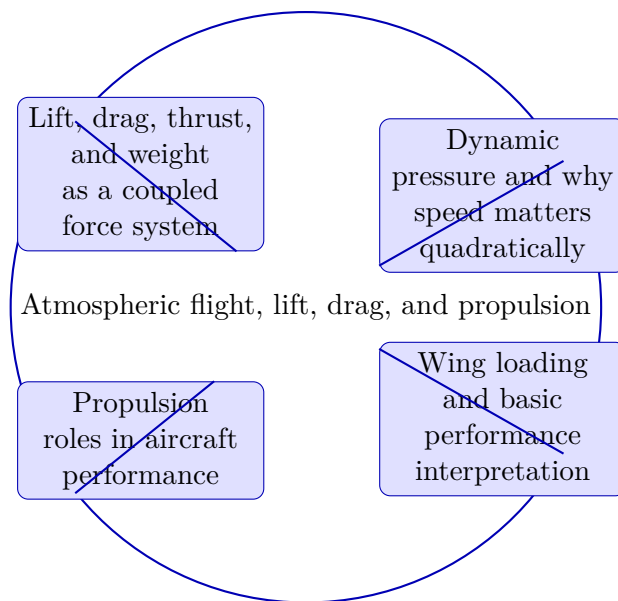 Lift, drag, thrust,
and weight
as a coupled
force system
Dynamic
pressure and why
speed matters
quadratically
Atmospheric flight, lift, drag, and propulsion
Propulsion
roles in aircraft
performance
Wing loading
and basic
performance
interpretation